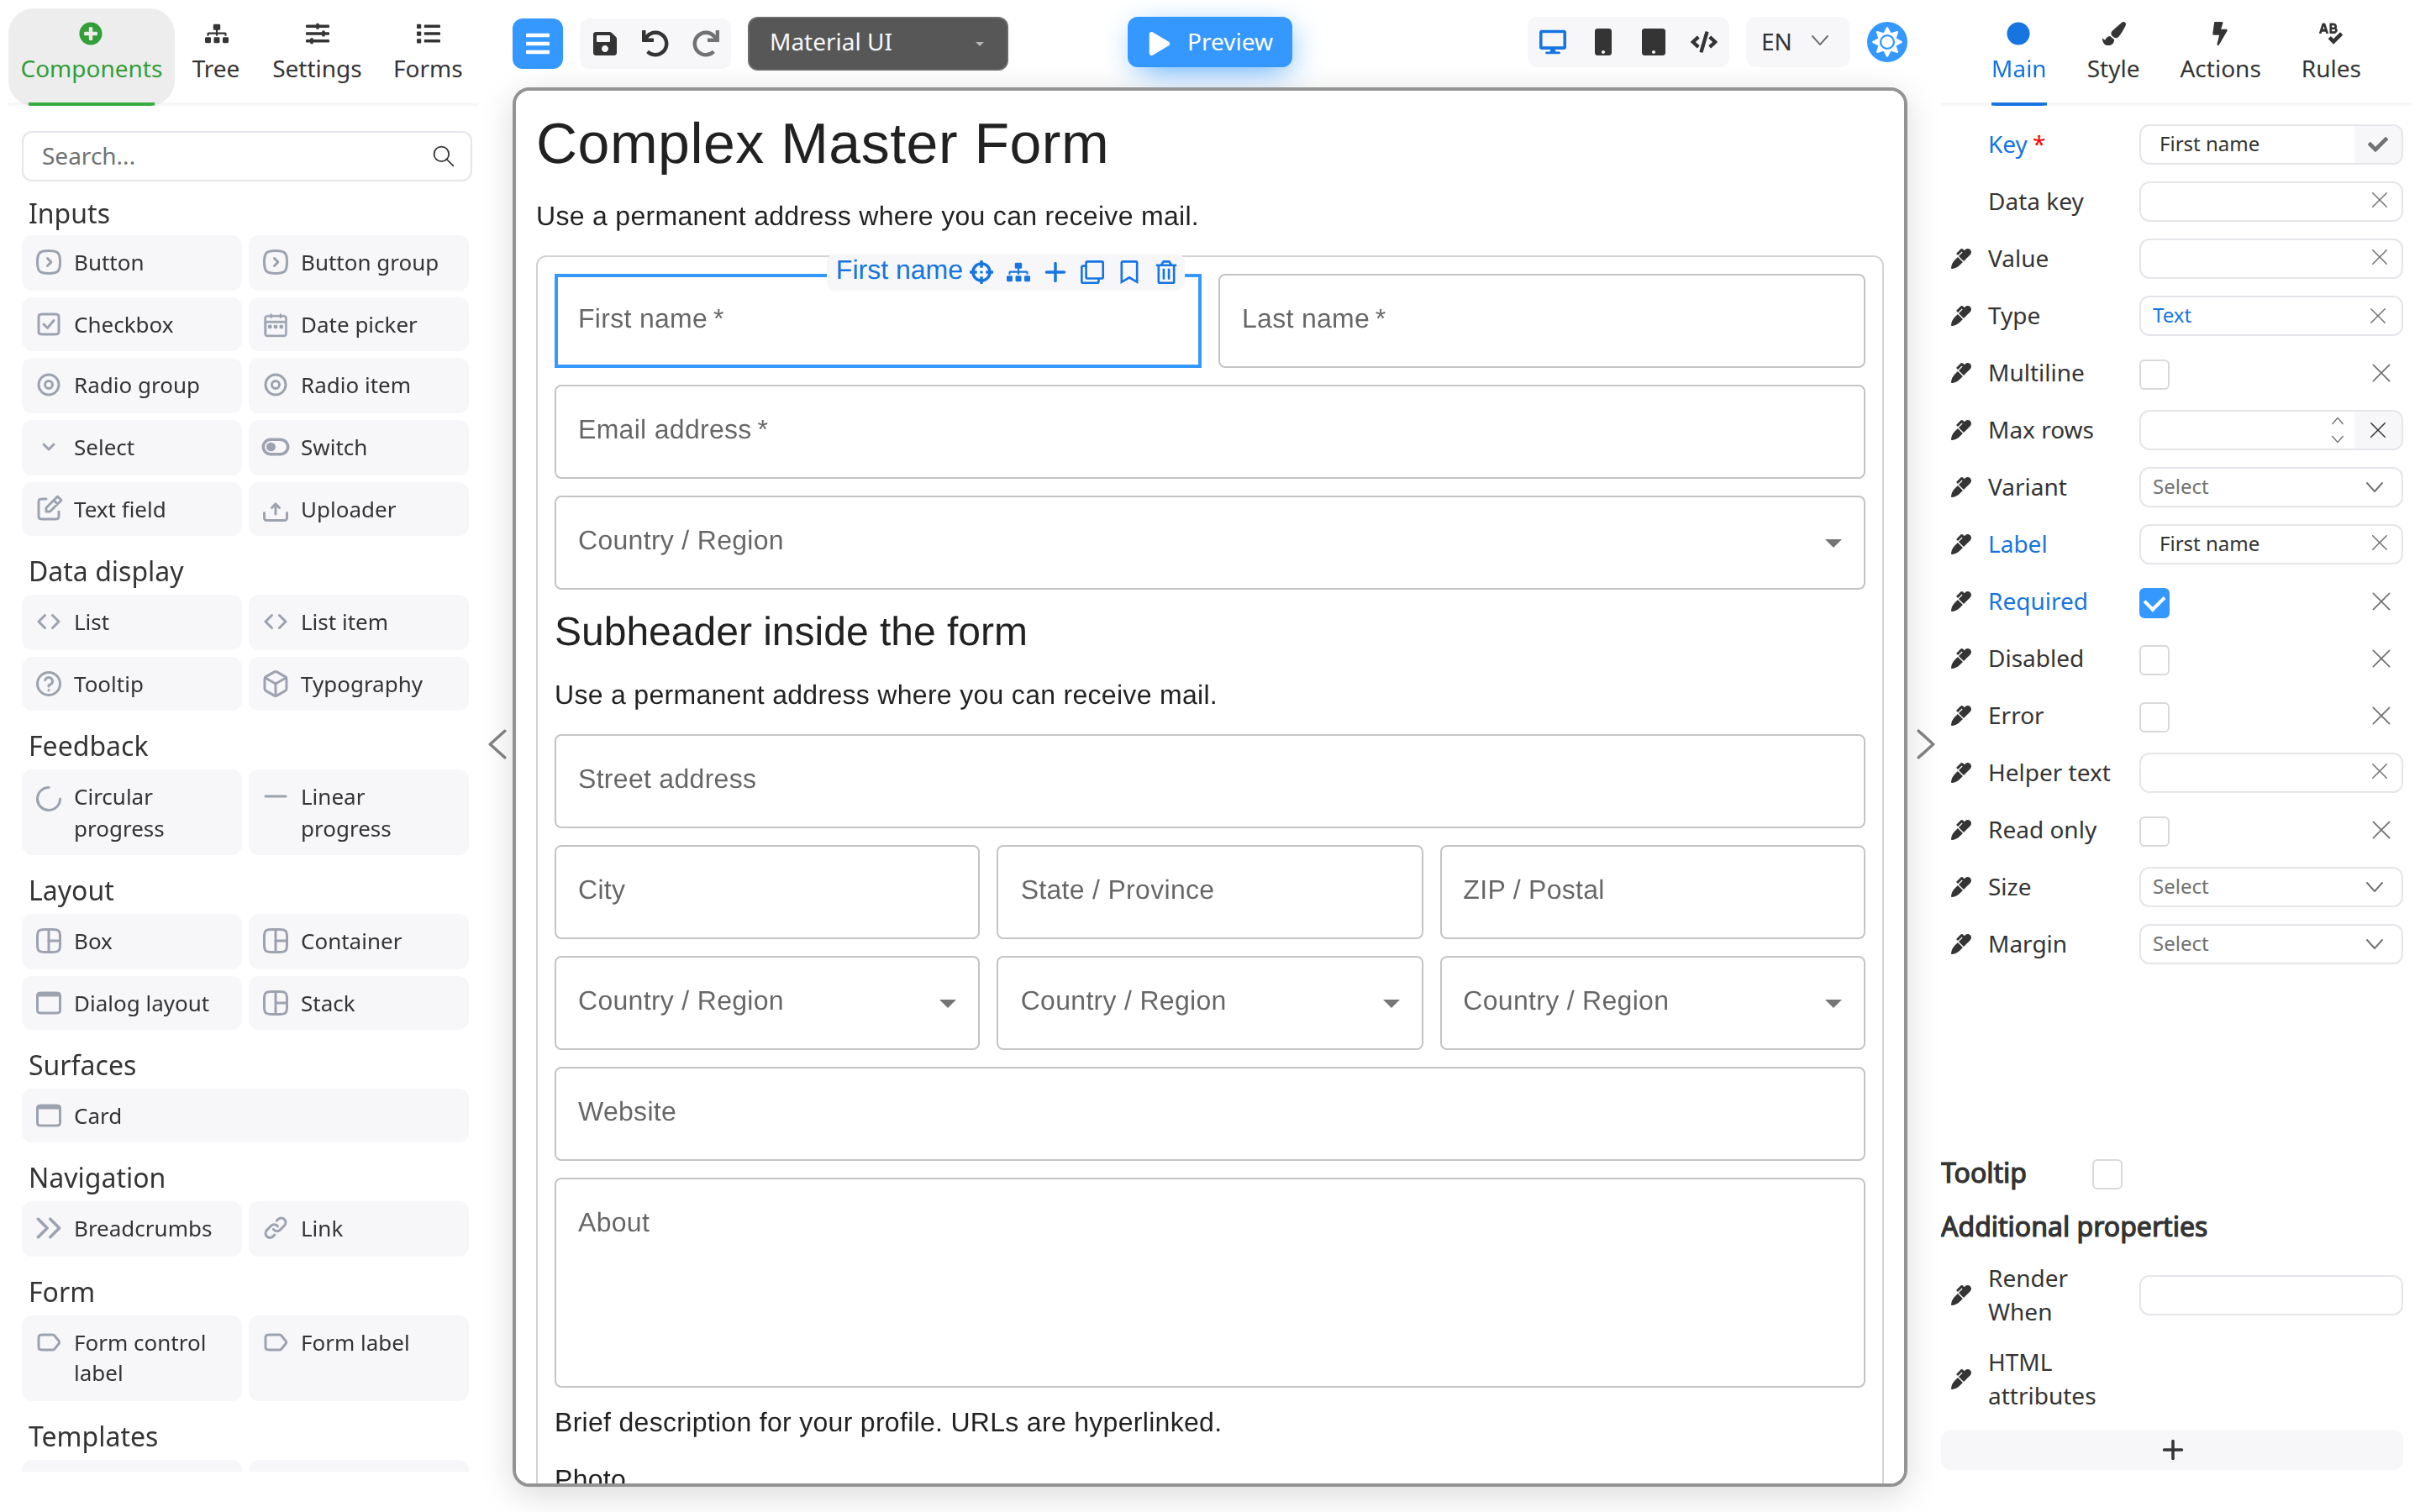 Components
Tree
Settings
Forms
Material UI
Preview
EN
Main
Style
Actions
Rules
Search...
Inputs
Button
Button group
Checkbox
Date picker
Radio group
Radio item
Select
Switch
Text field
Uploader
Data display
List
List item
Tooltip
Typography
Feedback
Circular
progress
Linear
progress
Layout
Box
Container
Dialog layout
Stack
Surfaces
Card
Navigation
Breadcrumbs
Link
Form
Form control
label
Form label
Templates
Complex Master Form
Use a permanent address where you can receive mail.
First name
First name *
Last name *
Email address *
Country / Region
Subheader inside the form
Use a permanent address where you can receive mail.
Street address
City
State / Province
ZIP / Postal
Country / Region
Country / Region
Country / Region
Website
About
Brief description for your profile. URLs are hyperlinked.
Photo
Key * First name
Data key
Value
Type Text
Multiline
Max rows
Variant Select
Label First name
Required
Disabled
Error
Helper text
Read only
Size Select
Margin Select
Tooltip
Additional properties
Render
When
HTML
attributes